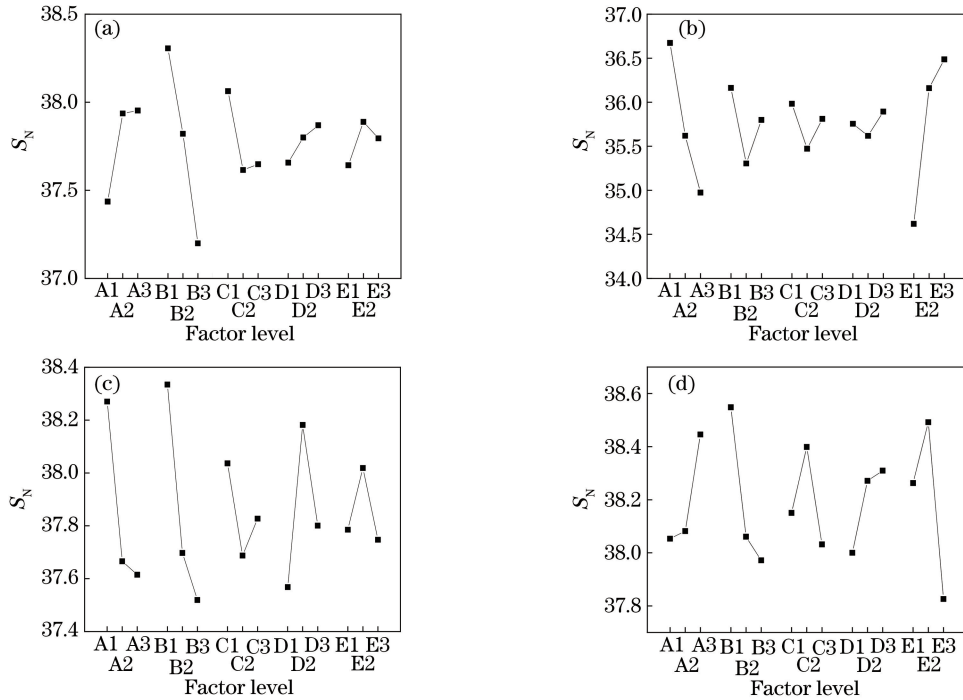 (a)
38.5
38.0
37.5
37.0
S_N
A1 A3 B1 B3 C1 C3 D1 D3 E1 E3
A2 B2 C2 D2 E2
Factor level
(b)
37.0
36.5
36.0
35.5
35.0
34.5
34.0
S_N
A1 A3 B1 B3 C1 C3 D1 D3 E1 E3
A2 B2 C2 D2 E2
Factor level
(c)
38.4
38.2
38.0
37.8
37.6
37.4
S_N
A1 A3 B1 B3 C1 C3 D1 D3 E1 E3
A2 B2 C2 D2 E2
Factor level
(d)
38.6
38.4
38.2
38.0
37.8
S_N
A1 A3 B1 B3 C1 C3 D1 D3 E1 E3
A2 B2 C2 D2 E2
Factor level